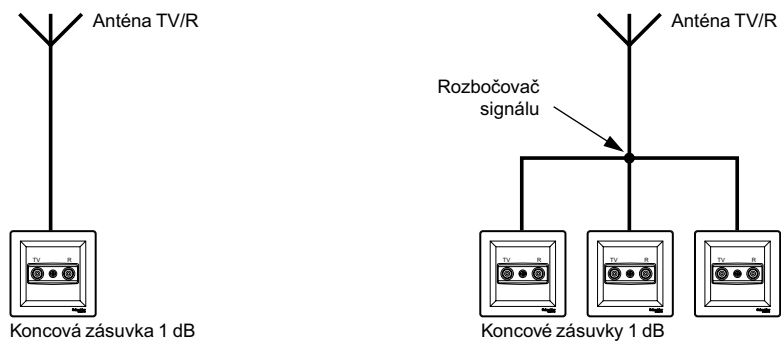 Anténa TV/R
TV R
Koncová zásuvka 1 dB
Anténa TV/R
Rozbočovač
signálu
TV R
TV R
TV R
Koncové zásuvky 1 dB